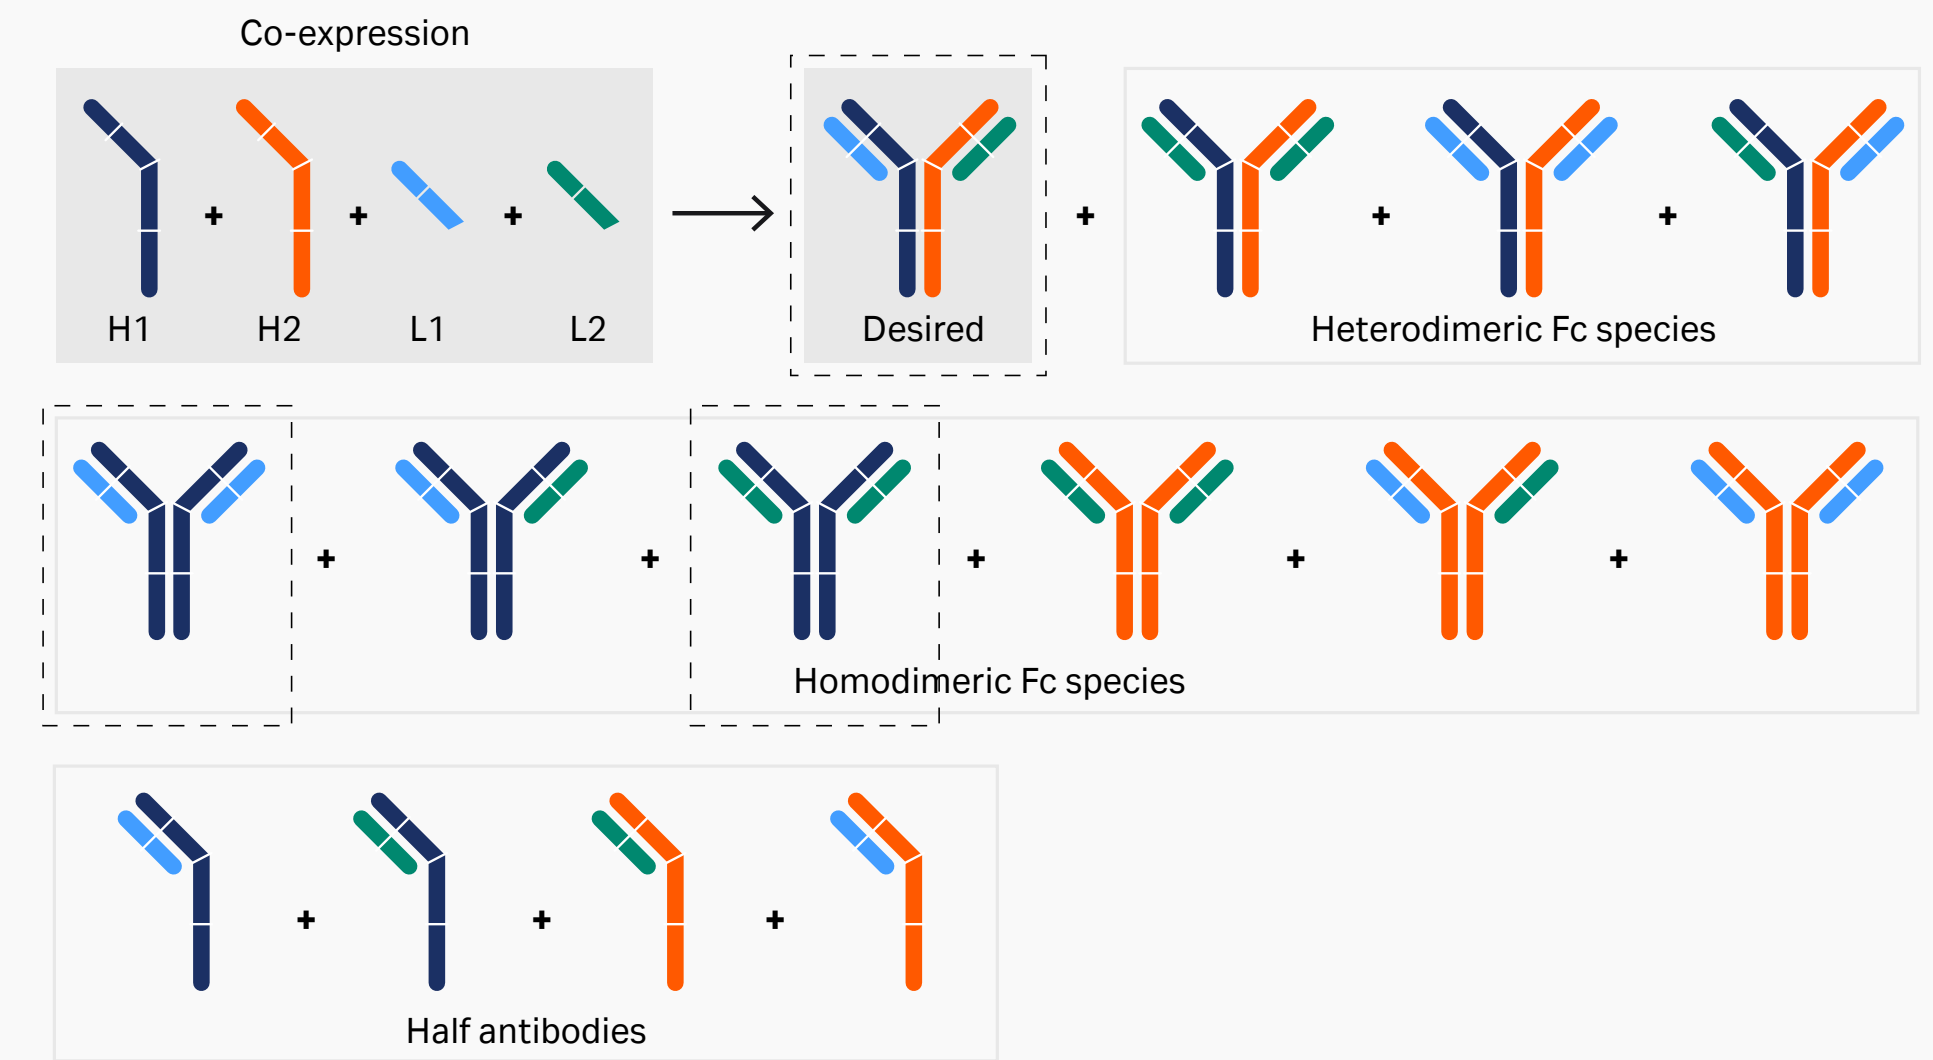 Co-expression
H1 + H2 + L1 + L2
Desired
+
+
+
Heterodimeric Fc species
+
+
+
+
+
Homodimeric Fc species
+
+
+
Half antibodies